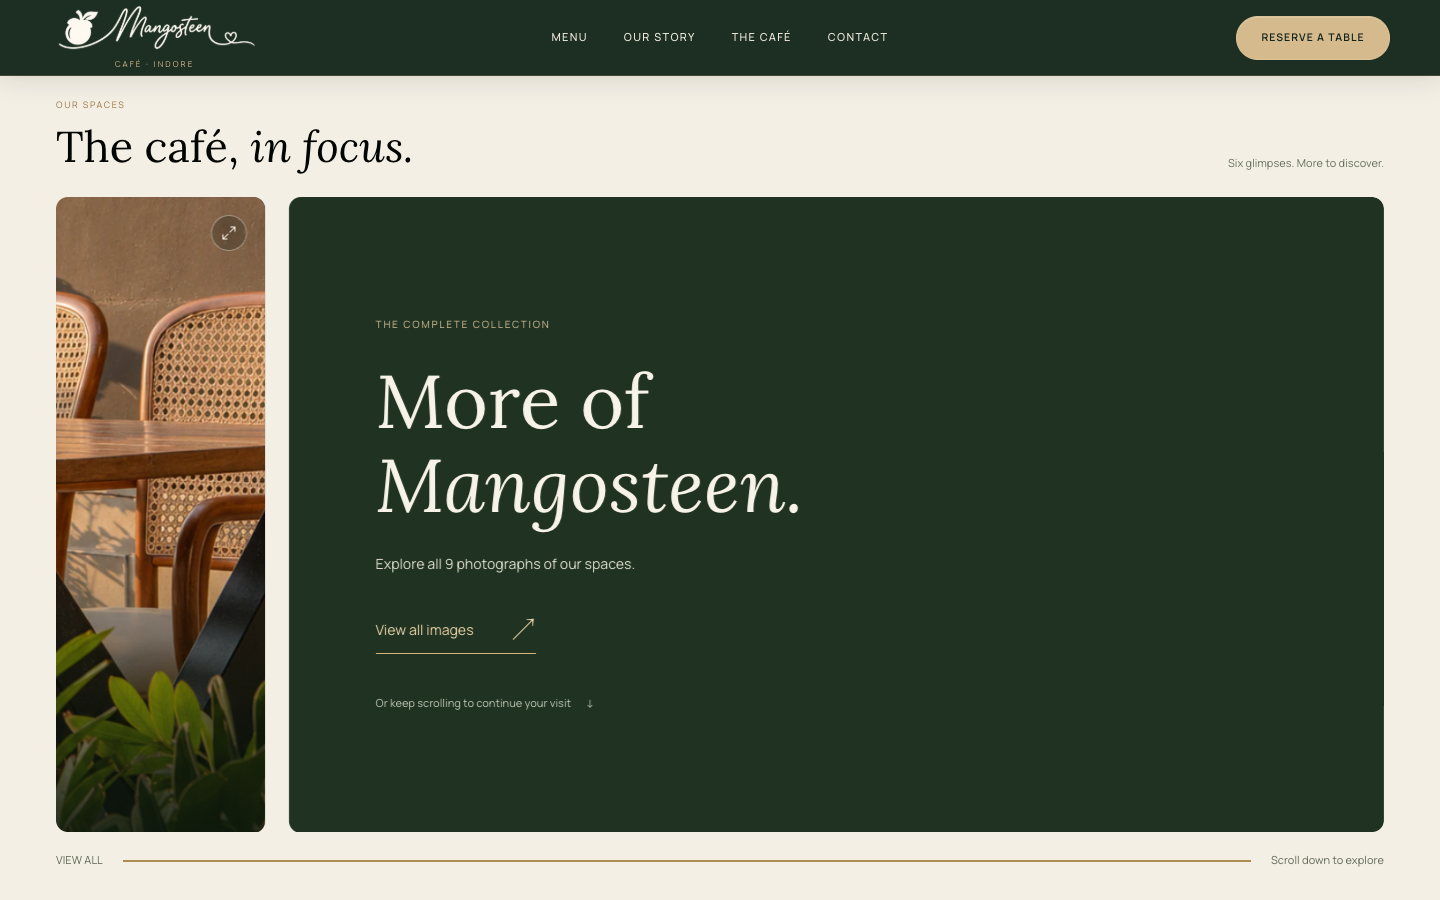 Mangosteen
CAFÉ · INDORE
MENU
OUR STORY
THE CAFÉ
CONTACT
RESERVE A TABLE
OUR SPACES
The café, in focus.
Six glimpses. More to discover.
THE COMPLETE COLLECTION
More of
Mangosteen.
Explore all 9 photographs of our spaces.
View all images
Or keep scrolling to continue your visit ↓
VIEW ALL
Scroll down to explore